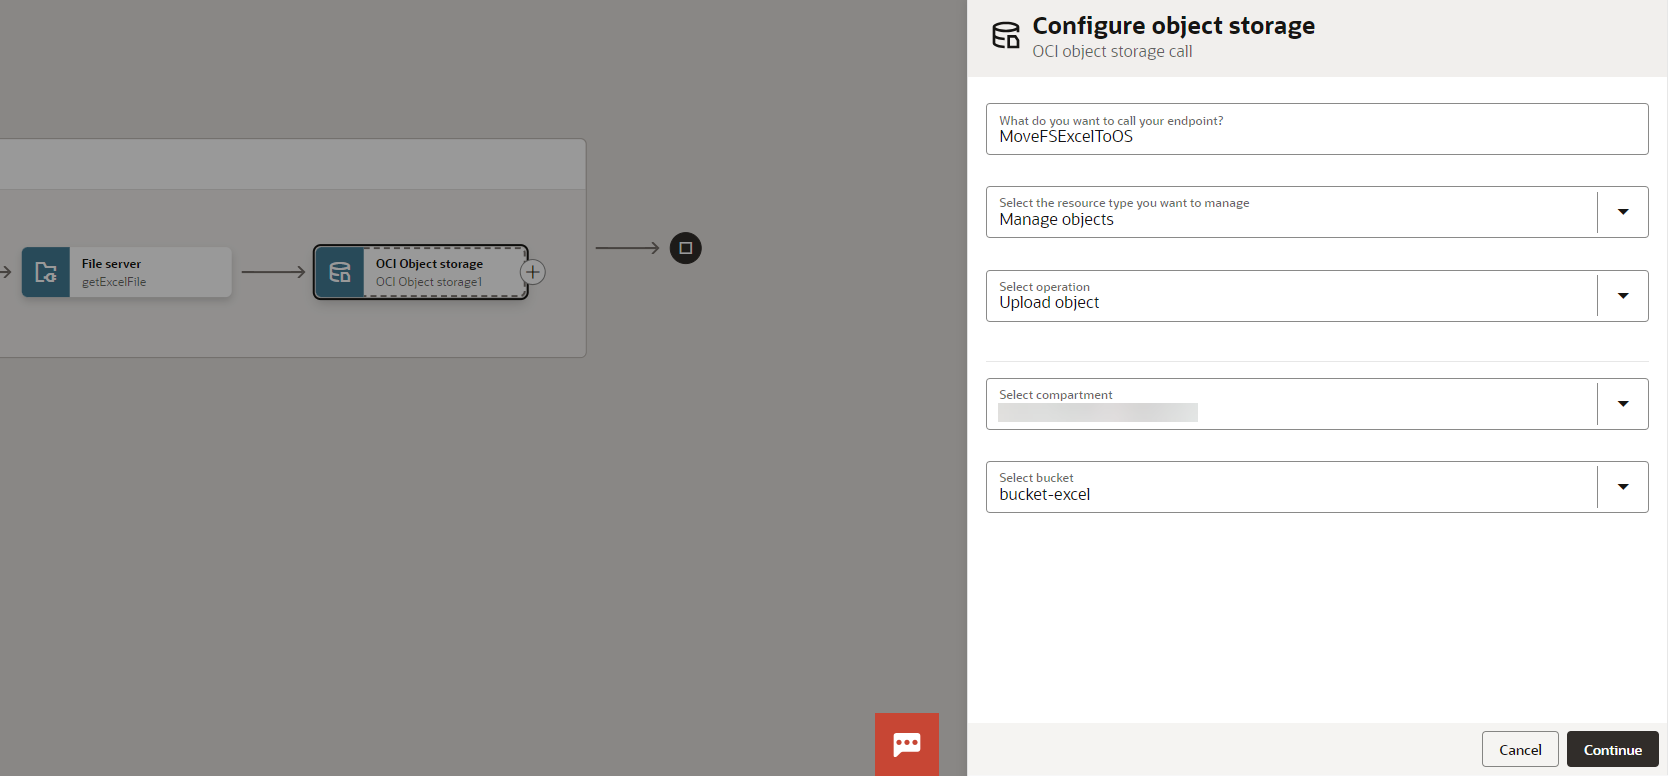 File server
getExcelFile
OCI Object storage
OCI Object storage1
Configure object storage
OCI object storage call
What do you want to call your endpoint?
MoveFSExcelToOS
Select the resource type you want to manage
Manage objects
Select operation
Upload object
Select compartment
Select bucket
bucket-excel
Cancel
Continue